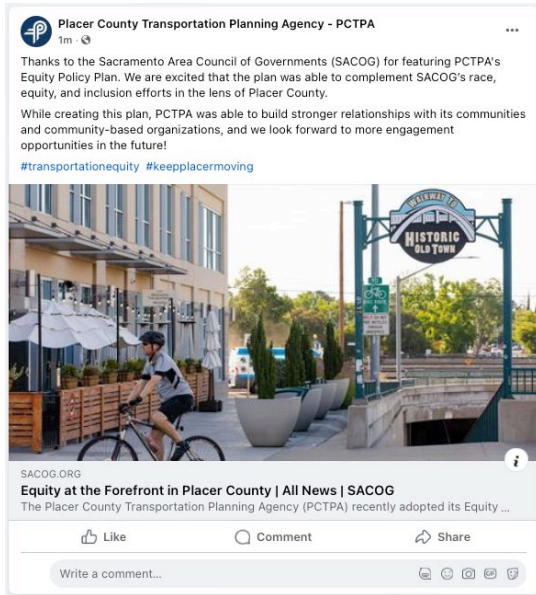 Placer County Transportation Planning Agency - PCTPA
1m ·
Thanks to the Sacramento Area Council of Governments (SACOG) for featuring PCTPA's
Equity Policy Plan. We are excited that the plan was able to complement SACOG's race,
equity, and inclusion efforts in the lens of Placer County.
While creating this plan, PCTPA was able to build stronger relationships with its communities
and community-based organizations, and we look forward to more engagement
opportunities in the future!
#transportationequity #keepplacermoving
WALKWAY TO
HISTORIC
OLD TOWN
SACOG.ORG
Equity at the Forefront in Placer County | All News | SACOG
The Placer County Transportation Planning Agency (PCTPA) recently adopted its Equity ...
Like
Comment
Share
Write a comment...
GIF